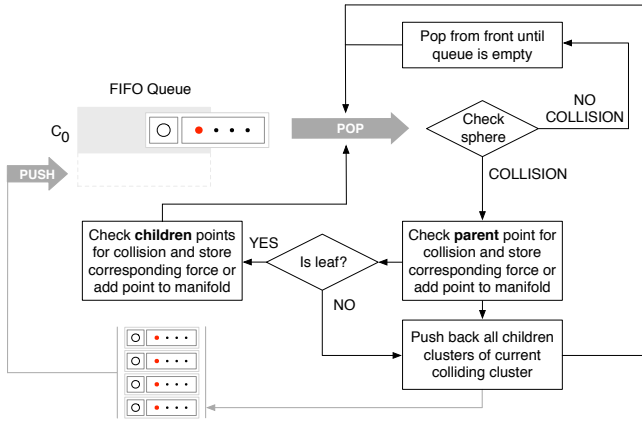 Pop from front until
queue is empty
FIFO Queue
NO
COLLISION
C0
POP
Check
sphere
PUSH
COLLISION
Check children points
for collision and store
corresponding force or
add point to manifold
YES
Is leaf?
Check parent point for
collision and store
corresponding force or
add point to manifold
NO
Push back all children
clusters of current
colliding cluster